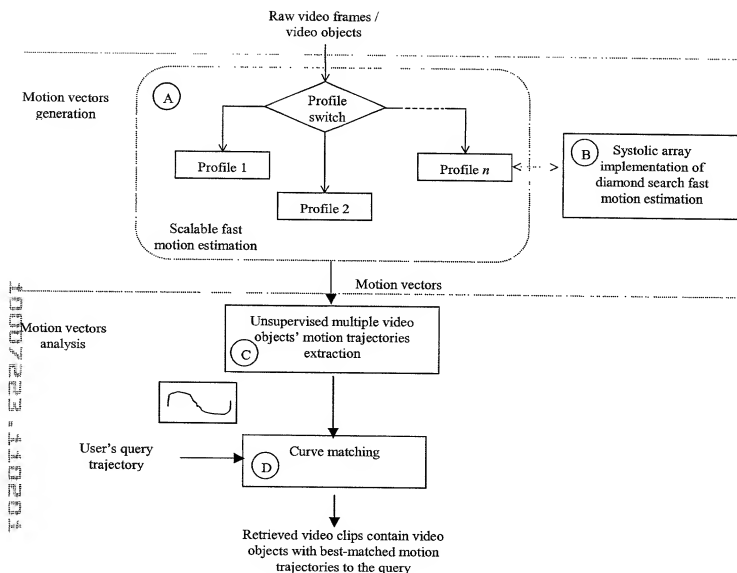 Raw video frames /
video objects
Motion vectors
generation
A
Profile
switch
Profile 1
Profile 2
Profile n
B
Systolic array
implementation of
diamond search fast
motion estimation
Scalable fast
motion estimation
Motion vectors
Motion vectors
analysis
Unsupervised multiple video
objects' motion trajectories
extraction
C
User's query
trajectory
Curve matching
D
Retrieved video clips contain video
objects with best-matched motion
trajectories to the query